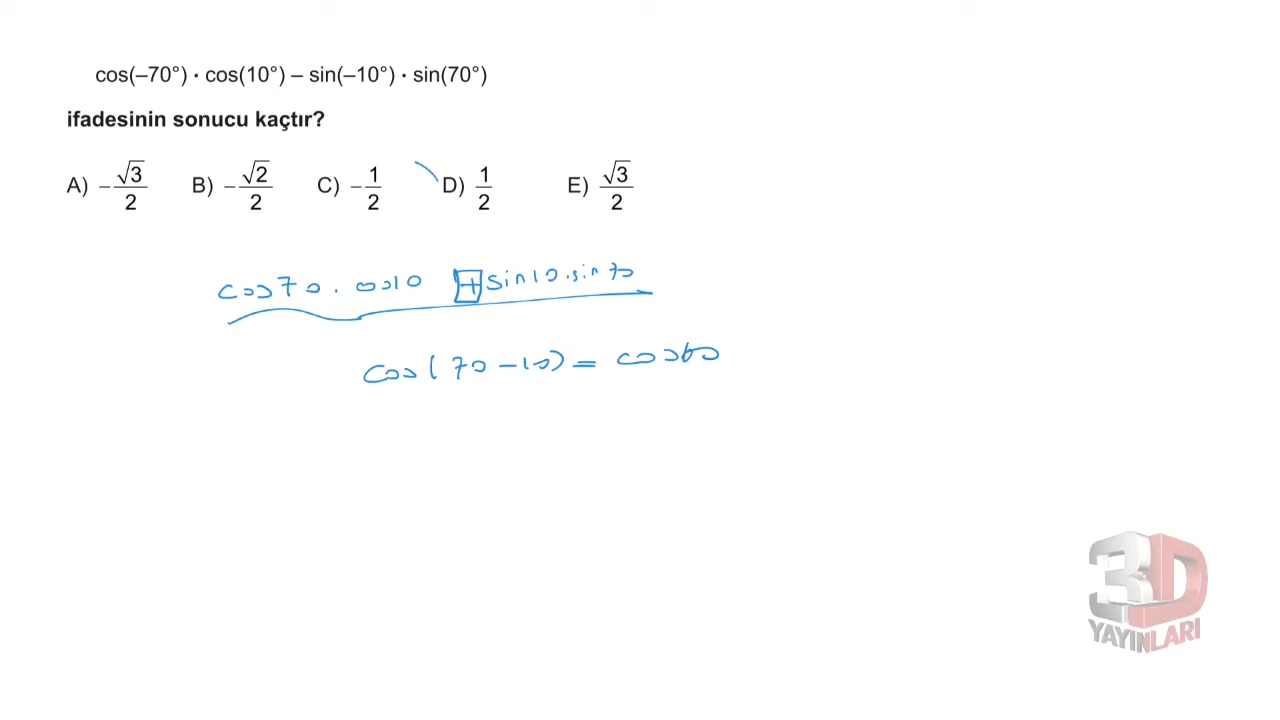 cos(–70°) · cos(10°) – sin(–10°) · sin(70°)
ifadesinin sonucu kaçtır?
A) –√3/2 B) –√2/2 C) –1/2 D) 1/2 E) √3/2
cos70 . cos10 + sin10 . sin70
cos(70 – 10) = cos60
3D
YAYINLARI